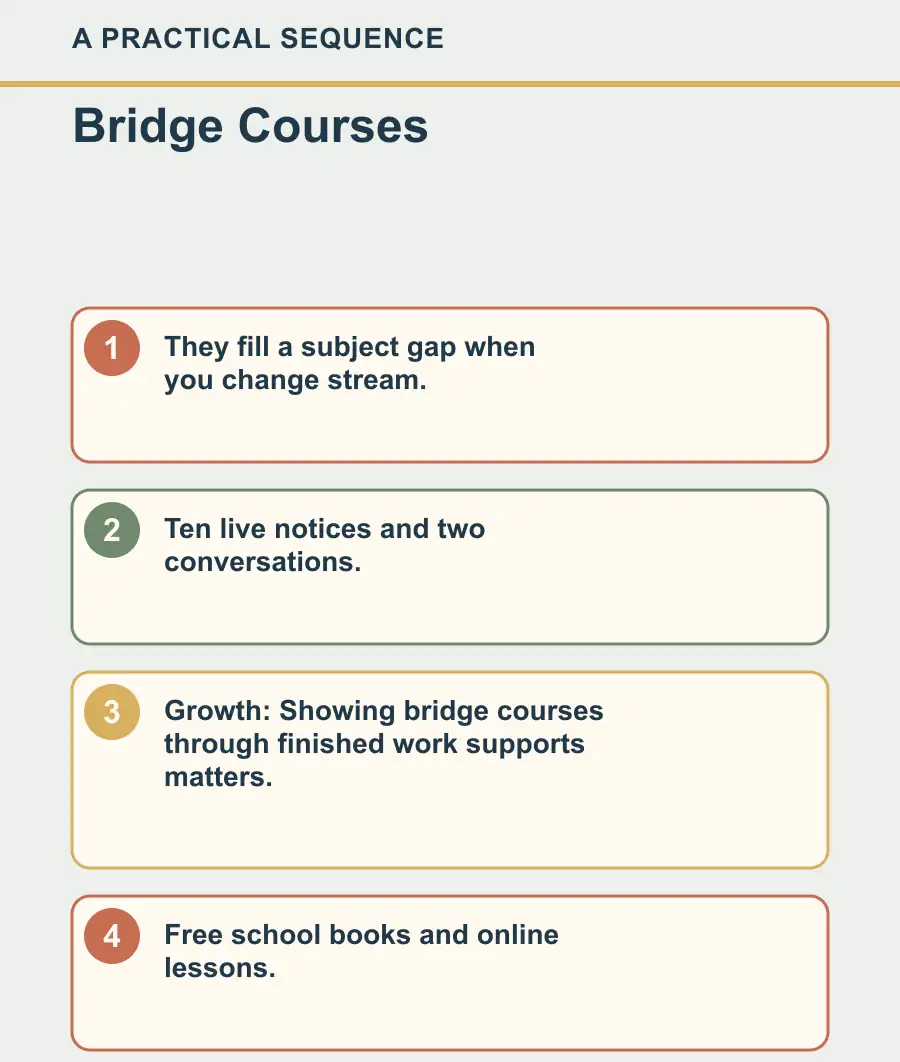 A PRACTICAL SEQUENCE
Bridge Courses
1
They fill a subject gap when
you change stream.
2
Ten live notices and two
conversations.
3
Growth: Showing bridge courses
through finished work supports
matters.
4
Free school books and online
lessons.